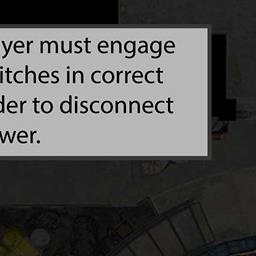 yer must engage
itches in correct
der to disconnect
wer.